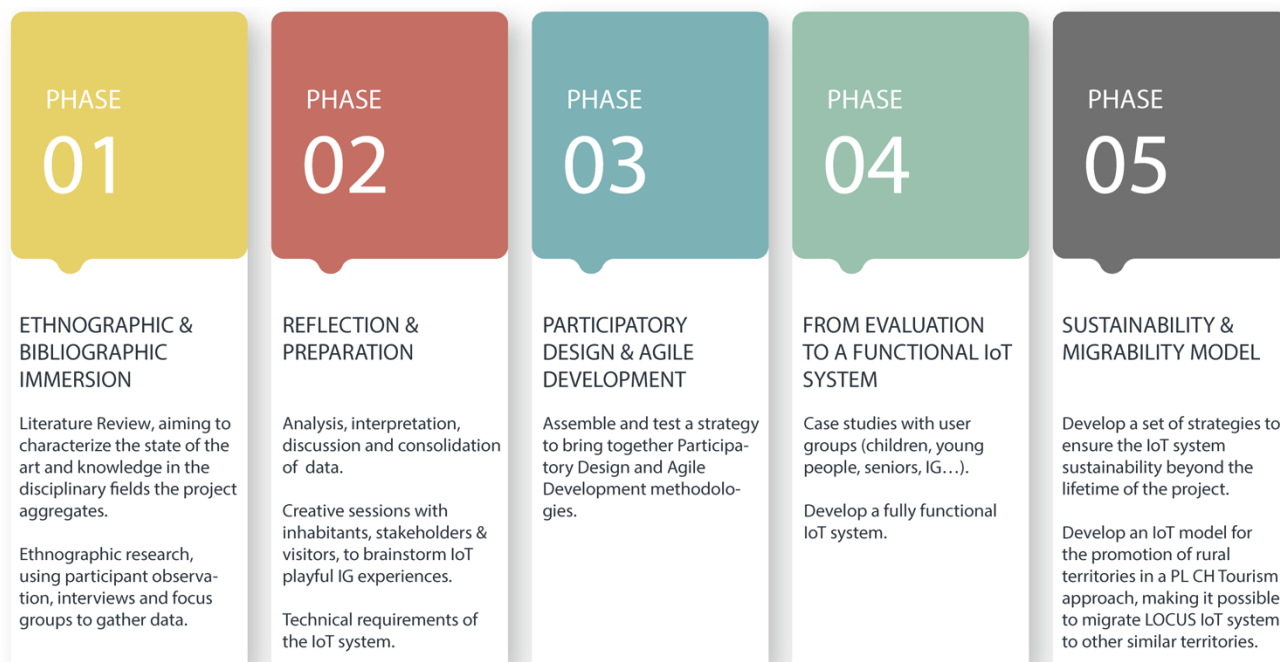 PHASE
01
ETHNOGRAPHIC &
BIBLIOGRAPHIC
IMMERSION
Literature Review, aiming to
characterize the state of the
art and knowledge in the
disciplinary fields the project
aggregates.
Ethnographic research,
using participant observa-
tion, interviews and focus
groups to gather data.
PHASE
02
REFLECTION &
PREPARATION
Analysis, interpretation,
discussion and consolidation
of data.
Creative sessions with
inhabitants, stakeholders &
visitors, to brainstorm IoT
playful IG experiences.
Technical requirements of
the IoT system.
PHASE
03
PARTICIPATORY
DESIGN & AGILE
DEVELOPMENT
Assemble and test a strategy
to bring together Participa-
tory Design and Agile
Development methodolo-
gies.
PHASE
04
FROM EVALUATION
TO A FUNCTIONAL IoT
SYSTEM
Case studies with user
groups (children, young
people, seniors, IG…).
Develop a fully functional
IoT system.
PHASE
05
SUSTAINABILITY &
MIGRABILITY MODEL
Develop a set of strategies to
ensure the IoT system
sustainability beyond the
lifetime of the project.
Develop an IoT model for
the promotion of rural
territories in a PL CH Tourism
approach, making it possible
to migrate LOCUS IoT system
to other similar territories.